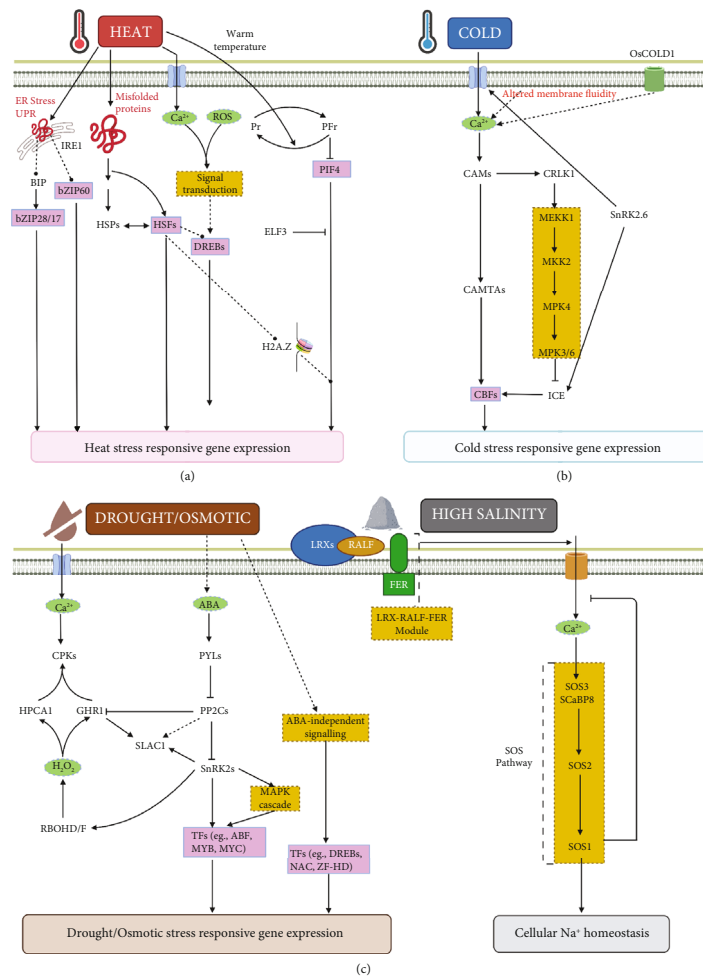 HEAT
Warm
temperature
ER Stress
UPR
Misfolded
proteins
IRE1
Ca²⁺
ROS
Pr
PFr
BIP
bZIP60
bZIP28/17
Signal
transduction
PIF4
HSPs
HSFs
DREBs
ELF3
H2A.Z
Heat stress responsive gene expression
(a)
COLD
OsCOLD1
Altered membrane fluidity
Ca²⁺
CAMs
CRLK1
MEKK1
SnRK2.6
MKK2
CAMTAs
MPK4
MPK3/6
CBFs
ICE
Cold stress responsive gene expression
(b)
DROUGHT/OSMOTIC
Ca²⁺
ABA
CPKs
PYLs
HPCA1
GHR1
PP2Cs
SLAC1
ABA-independent
signalling
H₂O₂
SnRK2s
MAPK
cascade
RBOHD/F
TFs (eg., ABF,
MYB, MYC)
TFs (eg., DREBs,
NAC, ZF-HD)
Drought/Osmotic stress responsive gene expression
HIGH SALINITY
LRXs
RALF
FER
LRX-RALF-FER
Module
Ca²⁺
SOS3
SCaBP8
SOS
Pathway
SOS2
SOS1
Cellular Na⁺ homeostasis
(c)